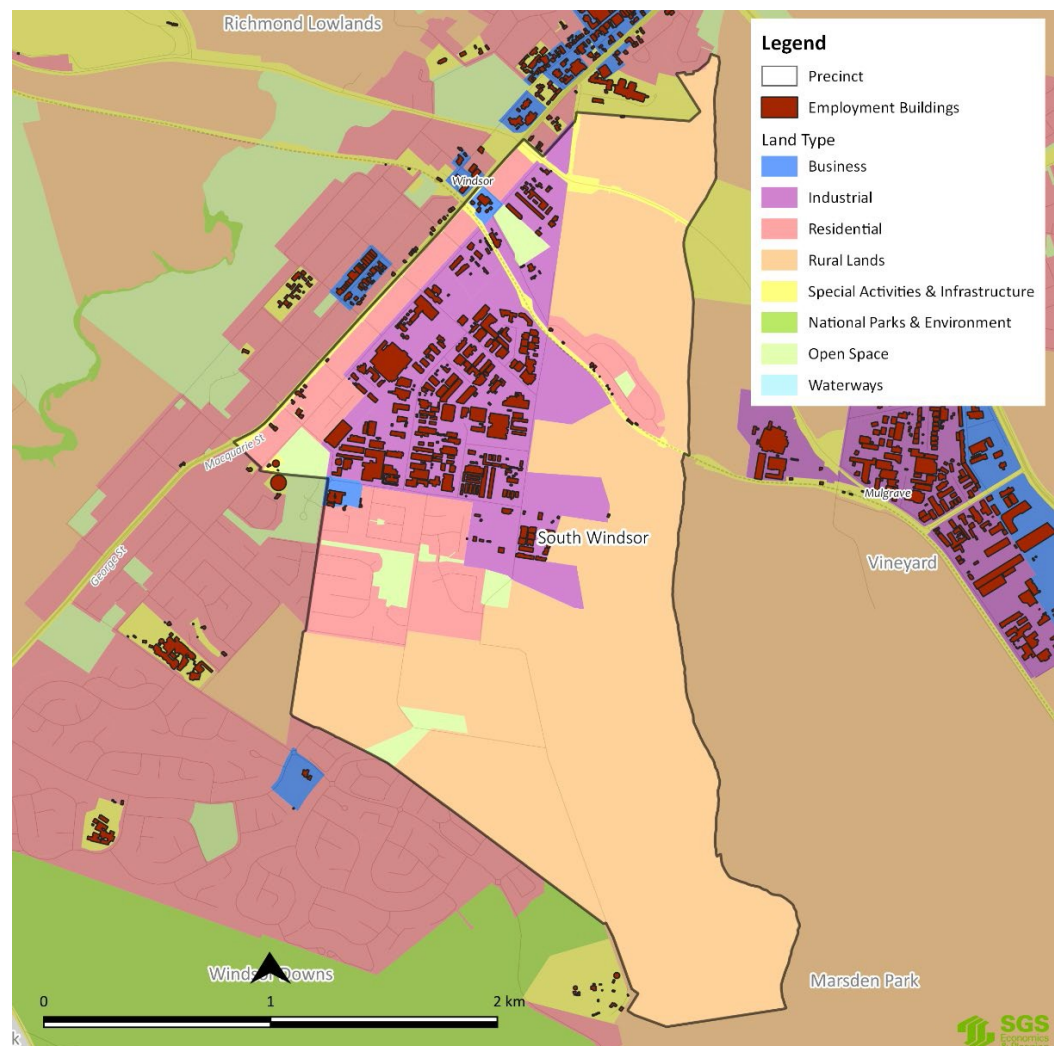 Richmond Lowlands
Legend
Precinct
Employment Buildings
Land Type
Business
Industrial
Residential
Rural Lands
Special Activities & Infrastructure
National Parks & Environment
Open Space
Waterways
Windsor
Macquarie St
George St
Mulgrave
South Windsor
Vineyard
Windsor Downs
Marsden Park
0
1
2 km
k
SGS
Economics
& Planning